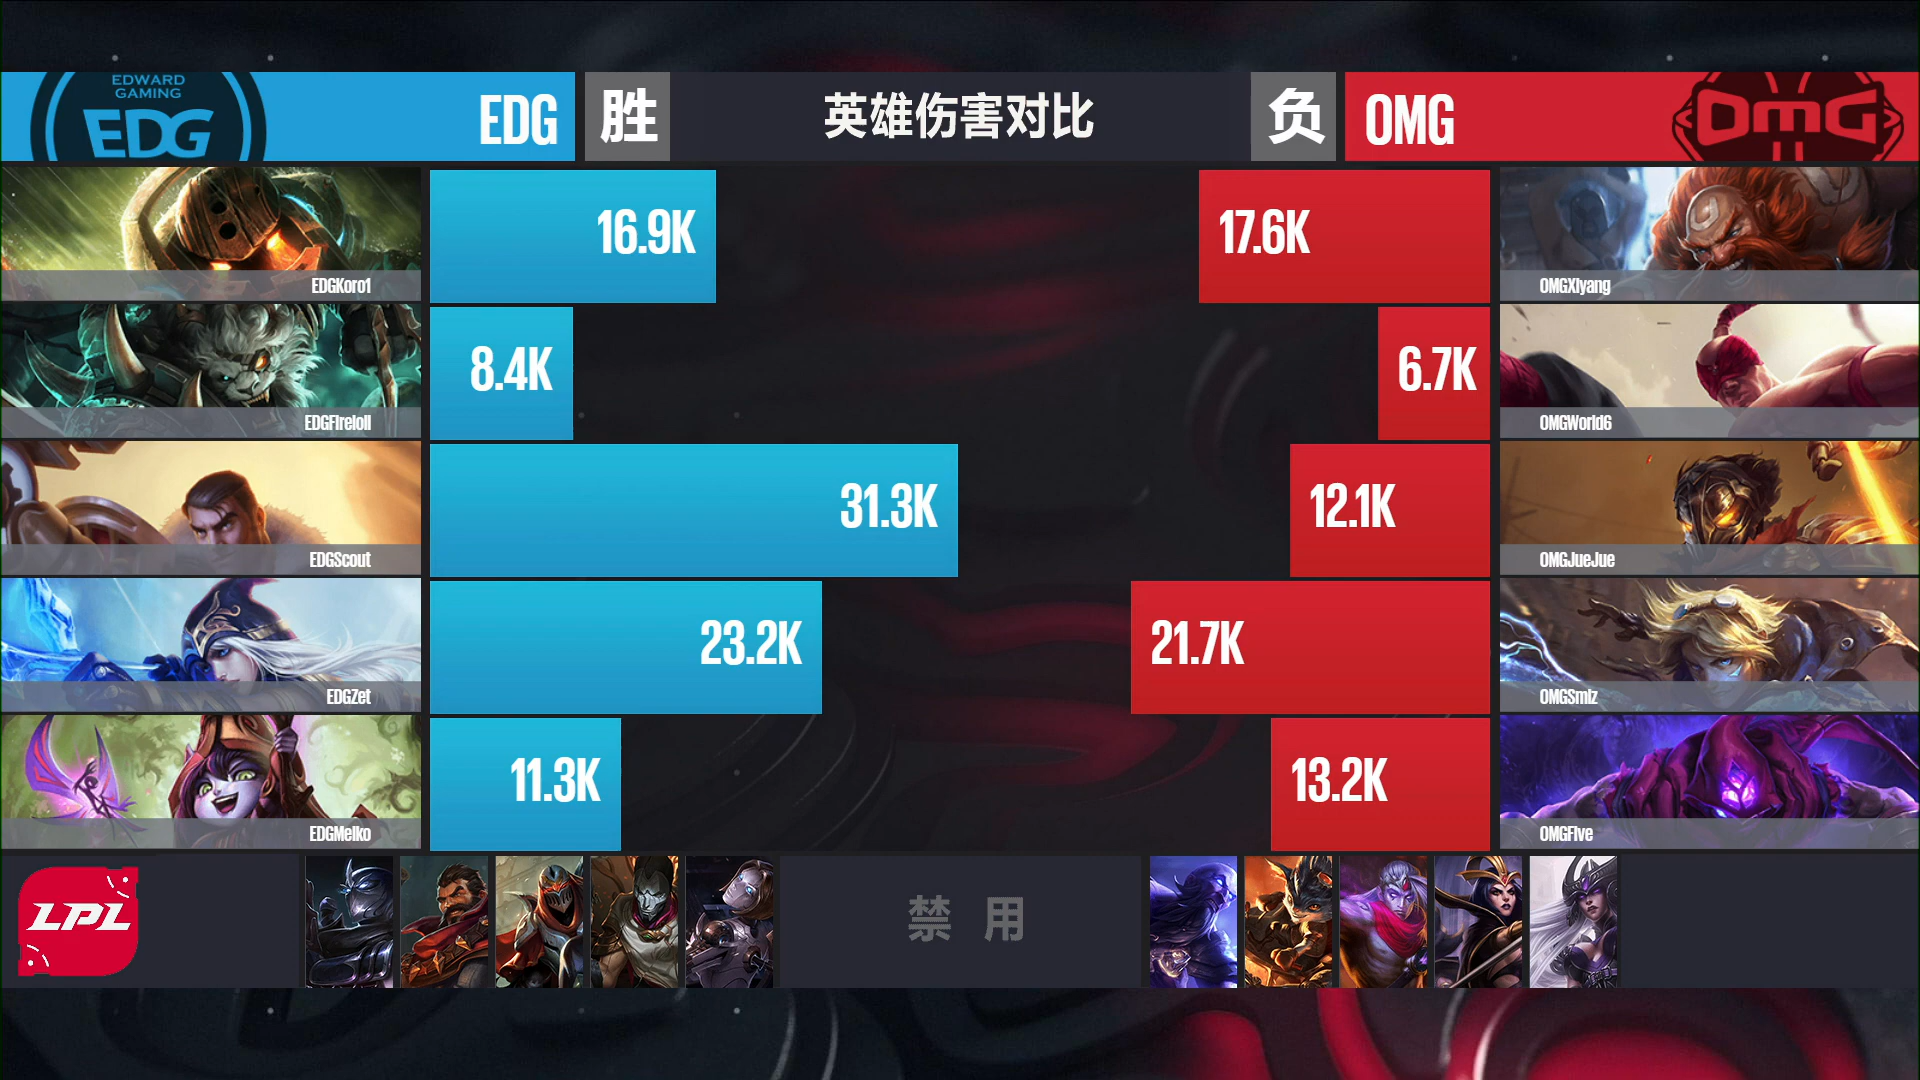 EDWARD
GAMING
EDG
EDG
胜
英雄伤害对比
负
OMG
OMG
EDGKoro1
16.9K
17.6K
OMGXiyang
EDGFireloli
8.4K
6.7K
OMGWorld6
EDGScout
31.3K
12.1K
OMGJueJue
EDGZet
23.2K
21.7K
OMGSmlz
EDGMeiko
11.3K
13.2K
OMGFive
LPL
禁 用